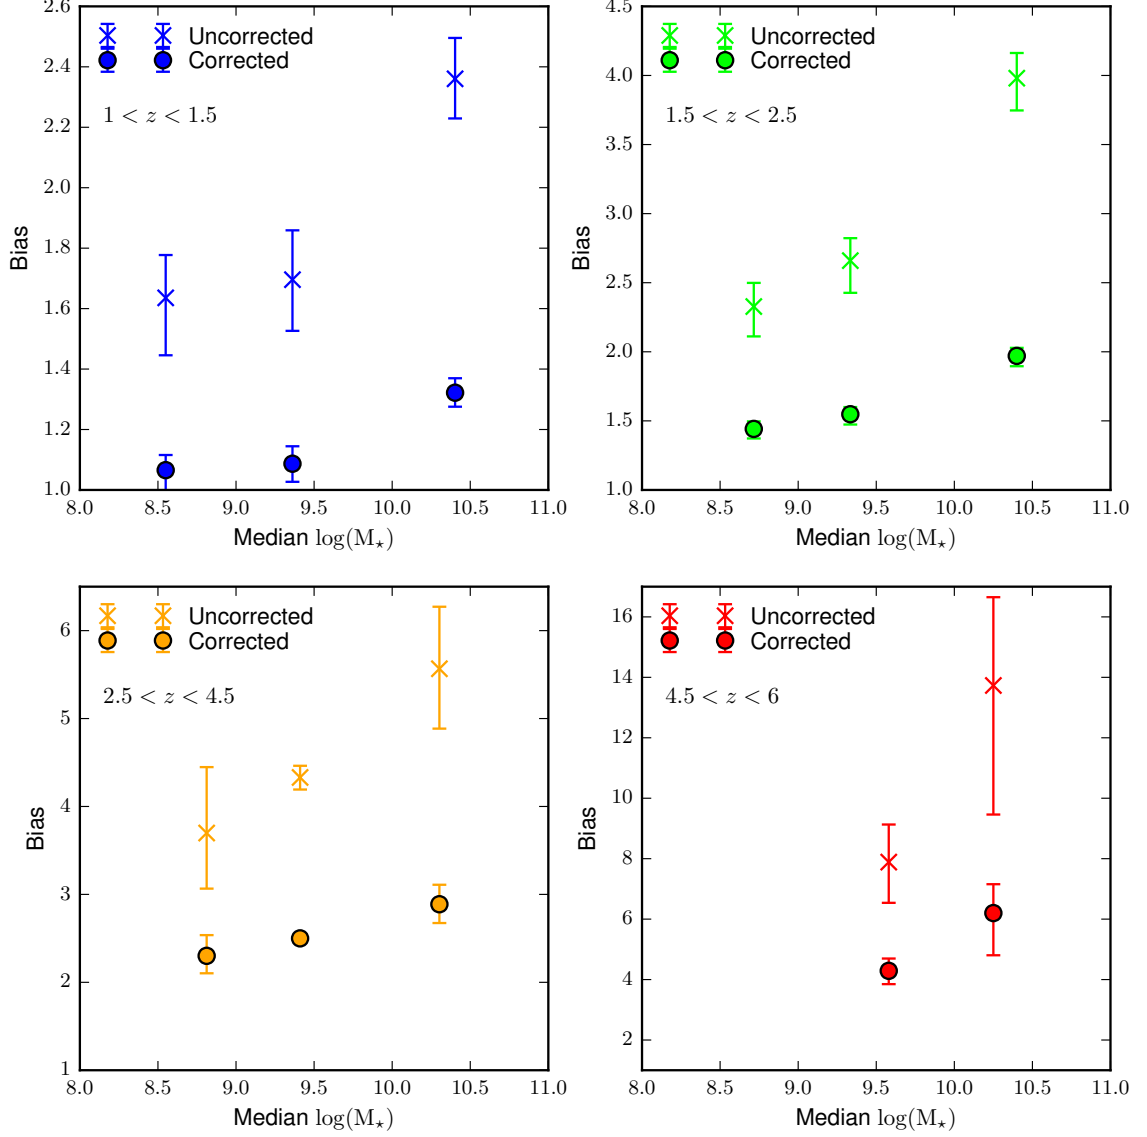 2.6
2.4
2.2
2.0
1.8
1.6
1.4
1.2
1.0
Bias
Uncorrected
Corrected
1 < z < 1.5
8.0 8.5 9.0 9.5 10.0 10.5 11.0
Median log(M⋆)
4.5
4.0
3.5
3.0
2.5
2.0
1.5
1.0
Bias
Uncorrected
Corrected
1.5 < z < 2.5
8.0 8.5 9.0 9.5 10.0 10.5 11.0
Median log(M⋆)
6
5
4
3
2
1
Bias
Uncorrected
Corrected
2.5 < z < 4.5
8.0 8.5 9.0 9.5 10.0 10.5 11.0
Median log(M⋆)
16
14
12
10
8
6
4
2
Bias
Uncorrected
Corrected
4.5 < z < 6
8.0 8.5 9.0 9.5 10.0 10.5 11.0
Median log(M⋆)